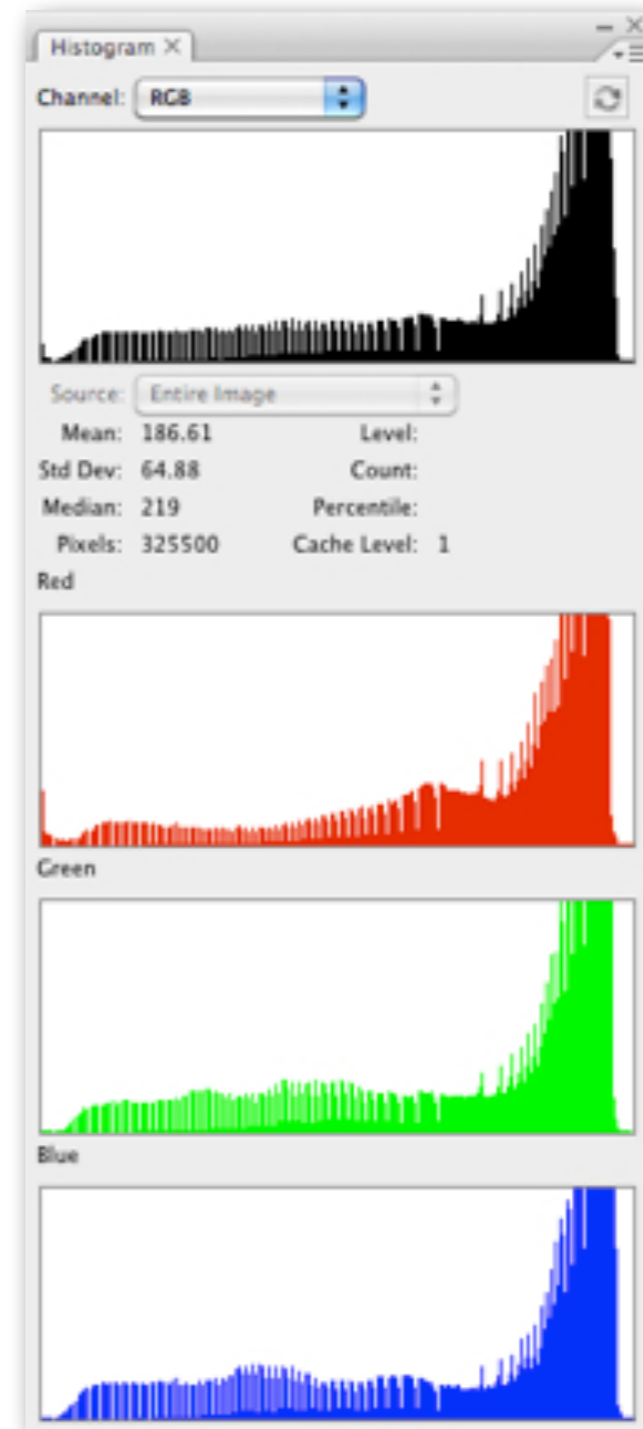 Histogram ×
Channel: RGB
Source: Entire Image
Mean: 186.61 Level:
Std Dev: 64.88 Count:
Median: 219 Percentile:
Pixels: 325500 Cache Level: 1
Red
Green
Blue